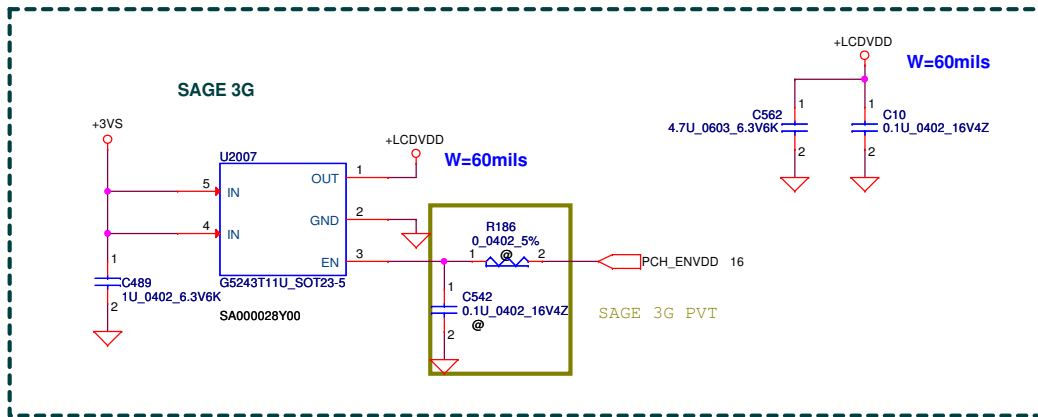 +LCDVDD
W=60mils
SAGE 3G
C562
4.7U_0603_6.3V6K
1
2
C10
0.1U_0402_16V4Z
1
2
+3VS
U2007
+LCDVDD
W=60mils
5
IN
OUT
1
4
IN
GND
2
EN
3
G5243T11U_SOT23-5
SA000028Y00
1
C489
1U_0402_6.3V6K
2
R186
0_0402_5%
@
1
2
PCH_ENVDD 16
1
C542
0.1U_0402_16V4Z
@
2
SAGE 3G PVT